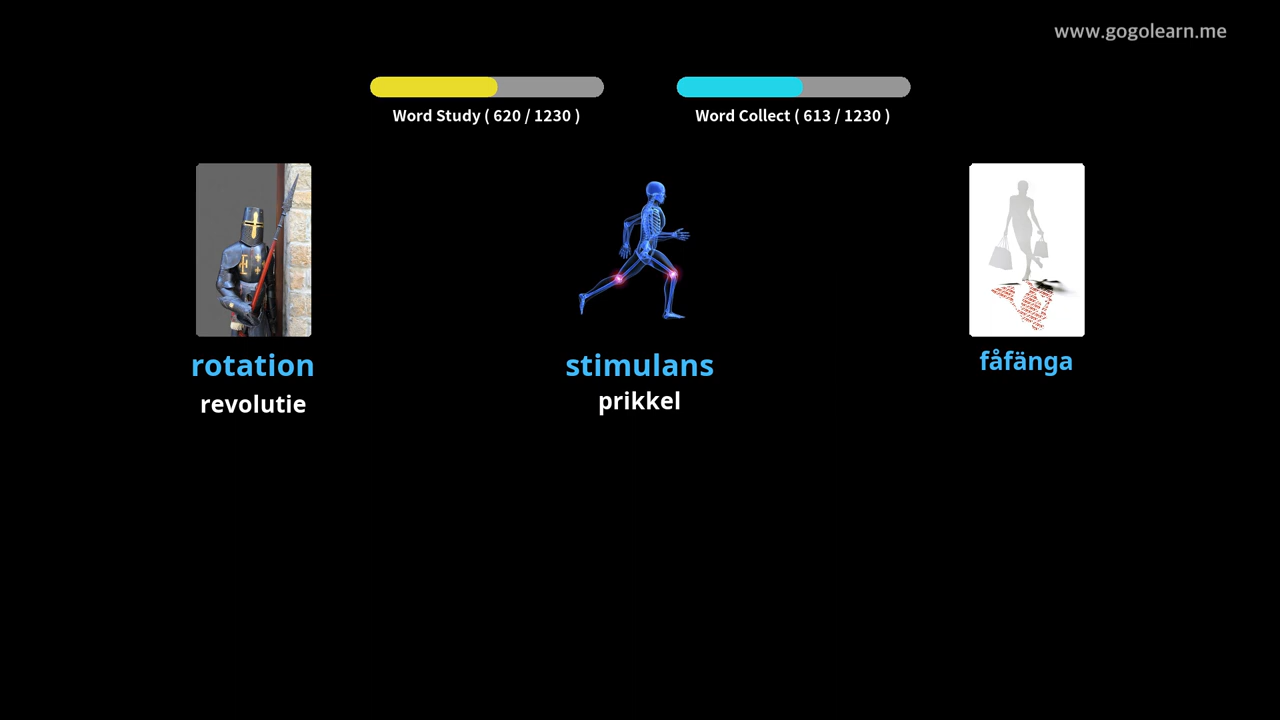 www.gogolearn.me
Word Study ( 620 / 1230 )
Word Collect ( 613 / 1230 )
rotation
revolutie
stimulans
prikkel
fåfänga